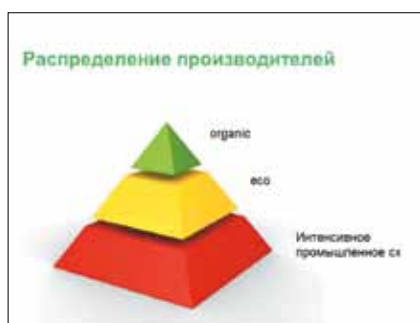 Распределение производителей
organic
eco
Интенсивное
промышленное сх